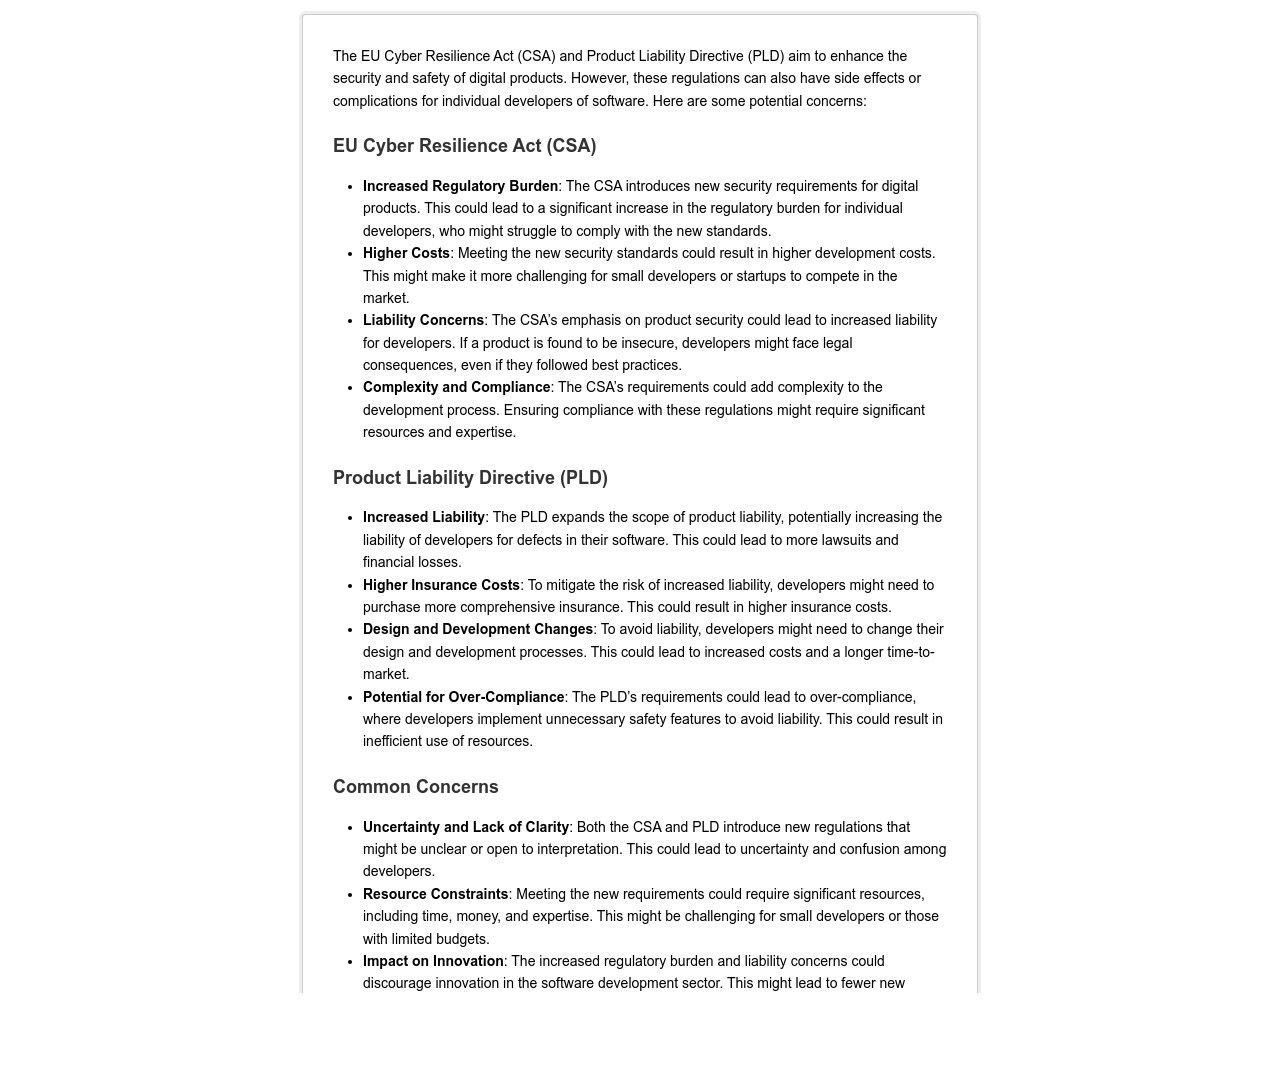 The EU Cyber Resilience Act (CSA) and Product Liability Directive (PLD) aim to enhance the
security and safety of digital products. However, these regulations can also have side effects or
complications for individual developers of software. Here are some potential concerns:
EU Cyber Resilience Act (CSA)
• Increased Regulatory Burden: The CSA introduces new security requirements for digital
products. This could lead to a significant increase in the regulatory burden for individual
developers, who might struggle to comply with the new standards.
• Higher Costs: Meeting the new security standards could result in higher development costs.
This might make it more challenging for small developers or startups to compete in the
market.
• Liability Concerns: The CSA’s emphasis on product security could lead to increased liability
for developers. If a product is found to be insecure, developers might face legal
consequences, even if they followed best practices.
• Complexity and Compliance: The CSA’s requirements could add complexity to the
development process. Ensuring compliance with these regulations might require significant
resources and expertise.
Product Liability Directive (PLD)
• Increased Liability: The PLD expands the scope of product liability, potentially increasing the
liability of developers for defects in their software. This could lead to more lawsuits and
financial losses.
• Higher Insurance Costs: To mitigate the risk of increased liability, developers might need to
purchase more comprehensive insurance. This could result in higher insurance costs.
• Design and Development Changes: To avoid liability, developers might need to change their
design and development processes. This could lead to increased costs and a longer time-to-
market.
• Potential for Over-Compliance: The PLD’s requirements could lead to over-compliance,
where developers implement unnecessary safety features to avoid liability. This could result in
inefficient use of resources.
Common Concerns
• Uncertainty and Lack of Clarity: Both the CSA and PLD introduce new regulations that
might be unclear or open to interpretation. This could lead to uncertainty and confusion among
developers.
• Resource Constraints: Meeting the new requirements could require significant resources,
including time, money, and expertise. This might be challenging for small developers or those
with limited budgets.
• Impact on Innovation: The increased regulatory burden and liability concerns could
discourage innovation in the software development sector. This might lead to fewer new